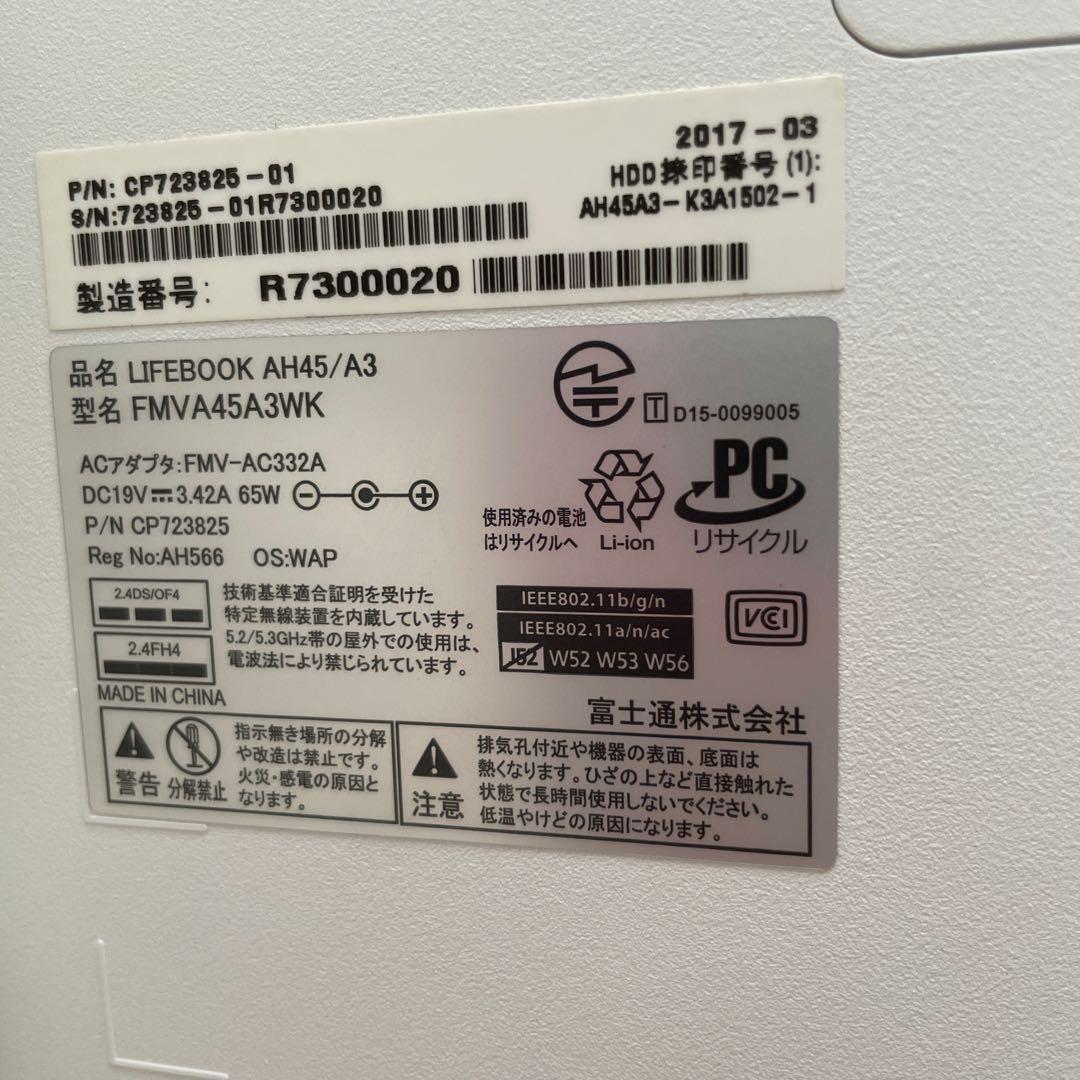 2017-03
P/N: CP723825-01
HDD捺印番号(1):
S/N:723825-01R7300020
AH45A3-K3A1502-1
製造番号: R7300020
品名 LIFEBOOK AH45/A3
型名 FMVA45A3WK
T D15-0099005
ACアダプタ:FMV-AC332A
DC19V 3.42A 65W
P/N CP723825
Reg No:AH566 OS:WAP
使用済みの電池
はリサイクルへ
Li-ion
PC
リサイクル
2.4DS/OF4
2.4FH4
技術基準適合証明を受けた
特定無線装置を内蔵しています。
5.2/5.3GHz帯の屋外での使用は、
電波法により禁じられています。
IEEE802.11b/g/n
IEEE802.11a/n/ac
J52 W52 W53 W56
VCCI
MADE IN CHINA
富士通株式会社
警告 分解禁止
指示無き場所の分解
や改造は禁止です。
火災・感電の原因と
なります。
注意
排気孔付近や機器の表面、底面は
熱くなります。ひざの上など直接触れた
状態で長時間使用しないでください。
低温やけどの原因になります。